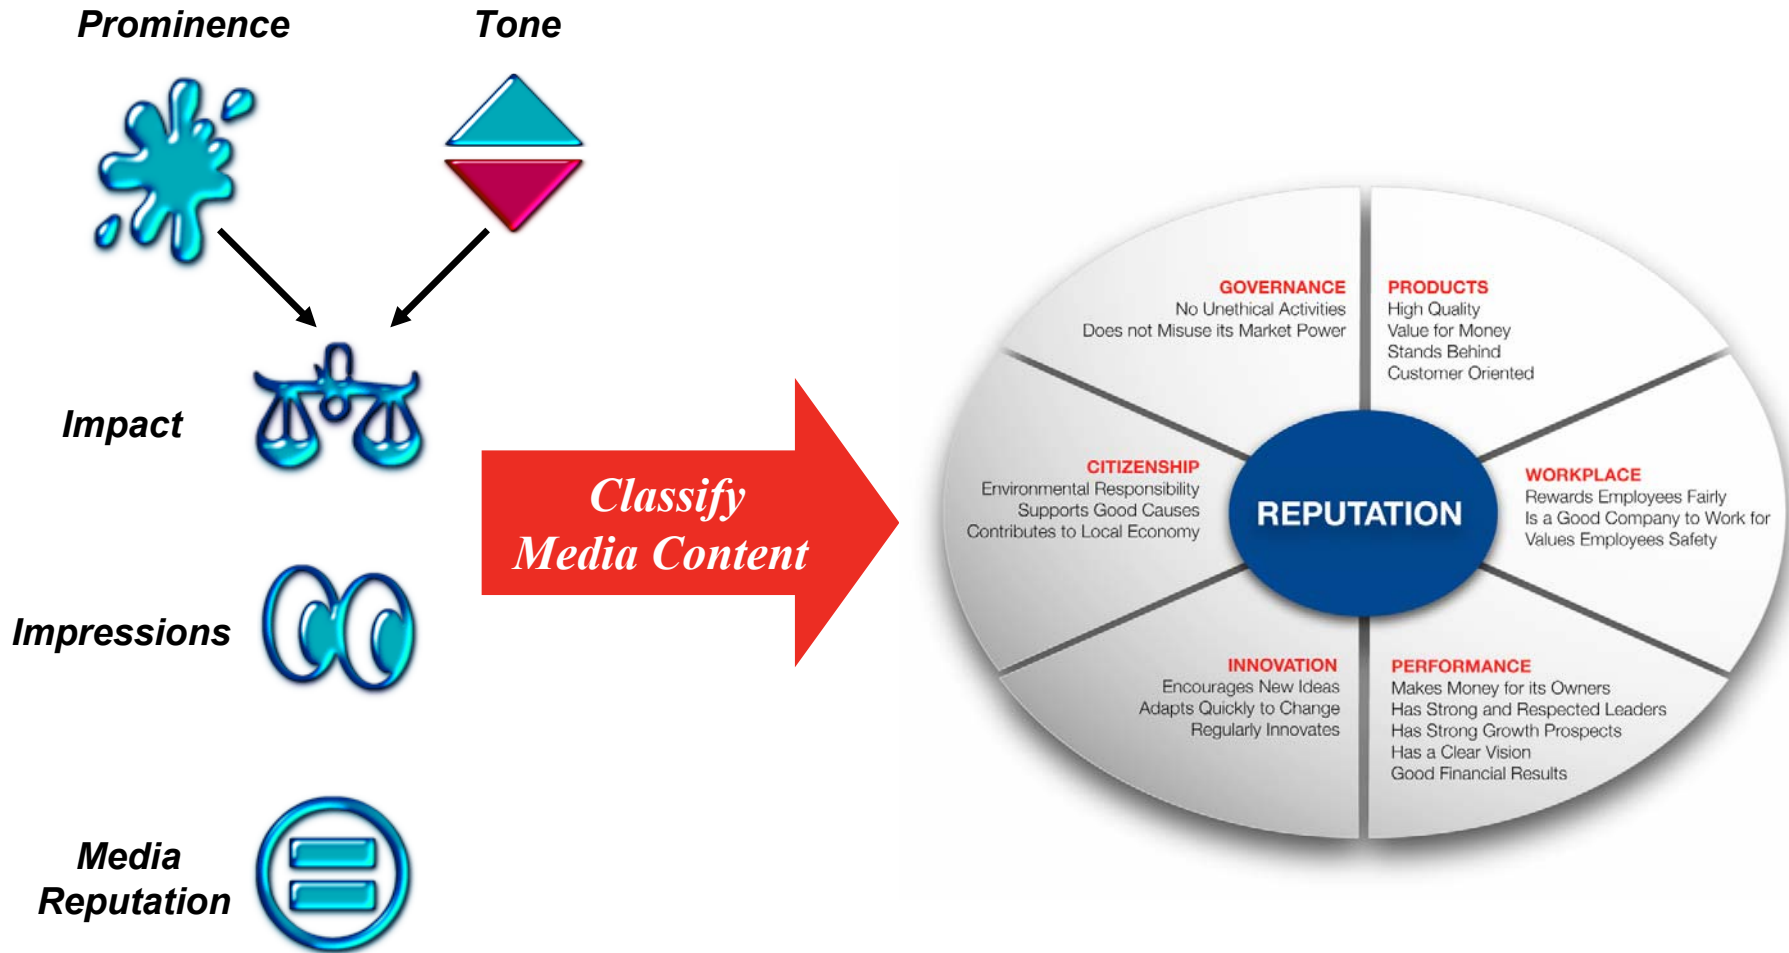 Prominence
Tone
Impact
Impressions
Media
Reputation
Classify
Media Content
GOVERNANCE
No Unethical Activities
Does not Misuse its Market Power
PRODUCTS
High Quality
Value for Money
Stands Behind
Customer Oriented
CITIZENSHIP
Environmental Responsibility
Supports Good Causes
Contributes to Local Economy
REPUTATION
WORKPLACE
Rewards Employees Fairly
Is a Good Company to Work for
Values Employees Safety
INNOVATION
Encourages New Ideas
Adapts Quickly to Change
Regularly Innovates
PERFORMANCE
Makes Money for its Owners
Has Strong and Respected Leaders
Has Strong Growth Prospects
Has a Clear Vision
Good Financial Results